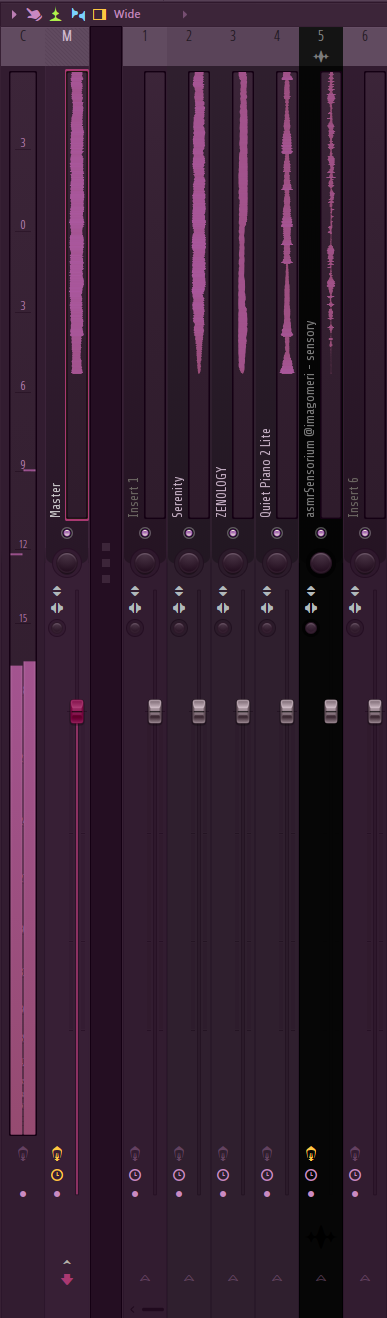 Wide
C M 1 2 3 4 5 6
3
0
3
6
9
12
15
Master
Insert 1
Serenity
ZENOLOGY
Quiet Piano 2 Lite
asmrSensorium @imagomeri - sensory
Insert 6